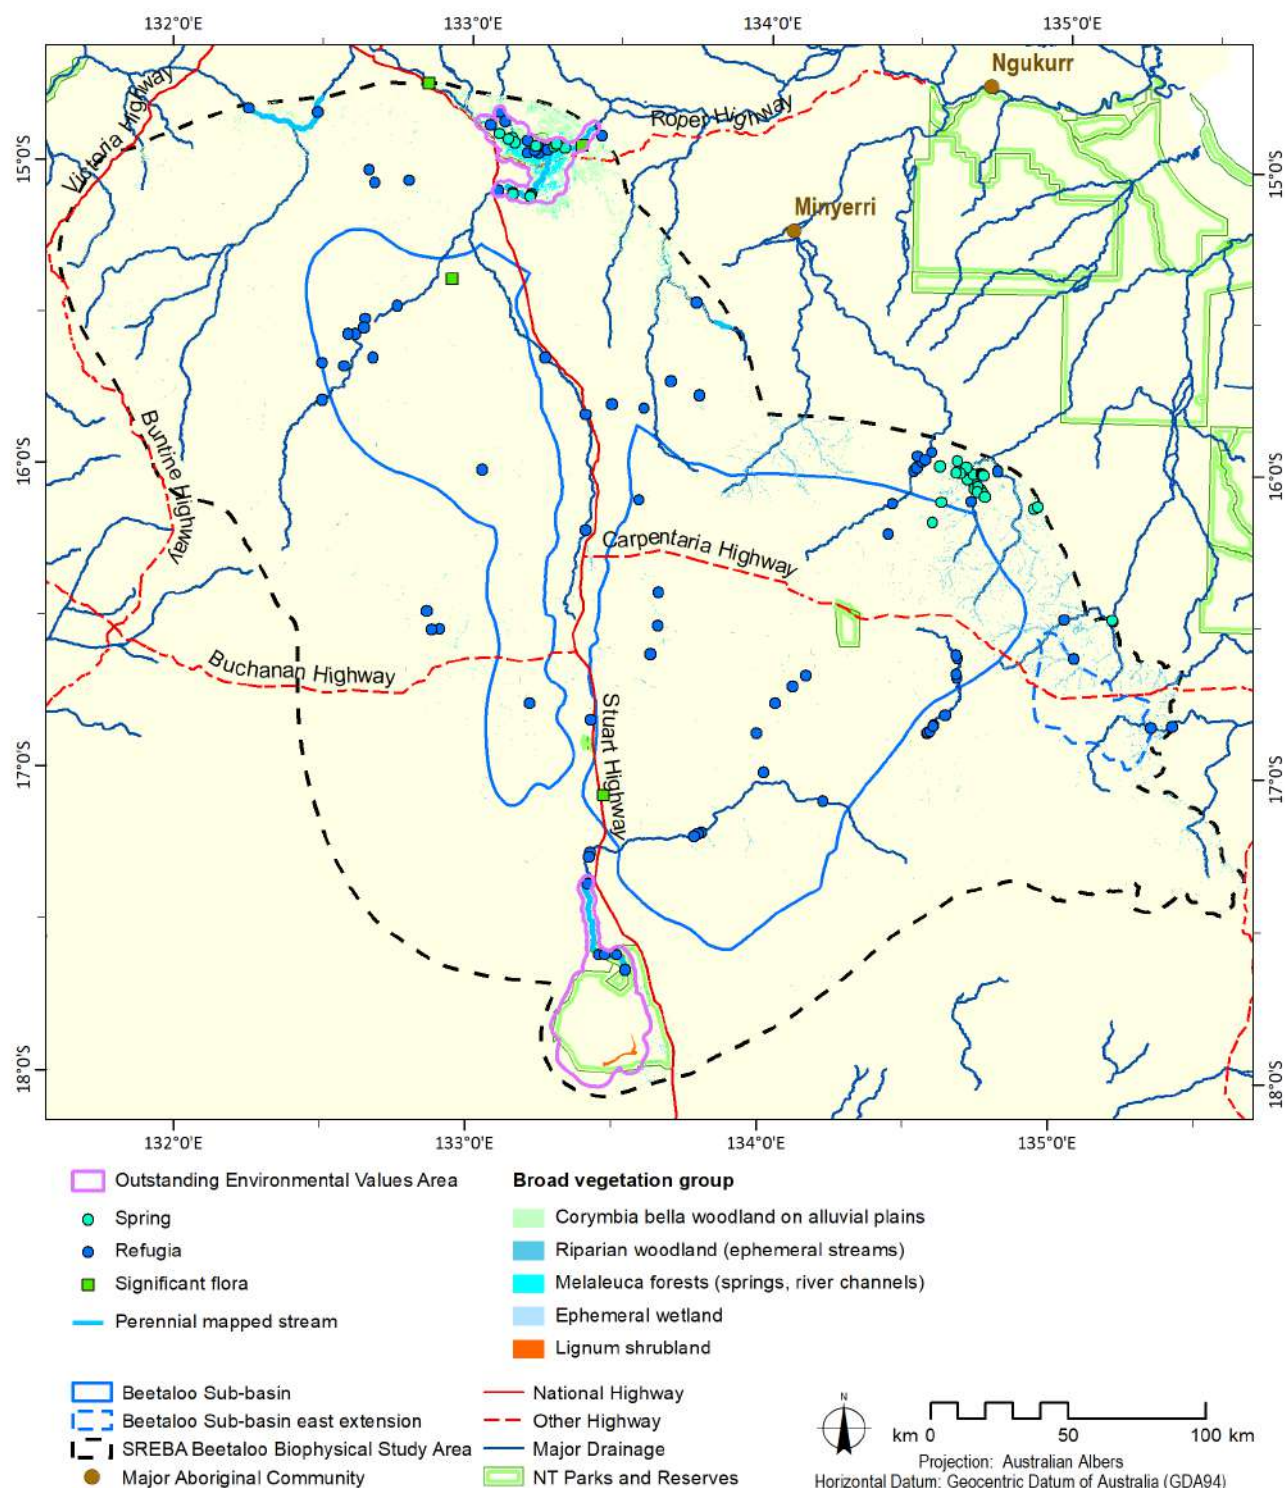 132°0'E 133°0'E 134°0'E 135°0'E
Ngukurr
Victoria Highway
Roper Highway
15°0'S 15°0'S
Minyerri
Buntine Highway
16°0'S 16°0'S
Carpentaria Highway
Buchanan Highway
Stuart Highway
17°0'S 17°0'S
18°0'S 18°0'S
132°0'E 133°0'E 134°0'E 135°0'E
Outstanding Environmental Values Area
Spring
Refugia
Significant flora
Perennial mapped stream
Broad vegetation group
Corymbia bella woodland on alluvial plains
Riparian woodland (ephemeral streams)
Melaleuca forests (springs, river channels)
Ephemeral wetland
Lignum shrubland
Beetaloo Sub-basin
Beetaloo Sub-basin east extension
SREBA Beetaloo Biophysical Study Area
Major Aboriginal Community
National Highway
Other Highway
Major Drainage
NT Parks and Reserves
N
km 0 50 100 km
Projection: Australian Albers
Horizontal Datum: Geocentric Datum of Australia (GDA94)